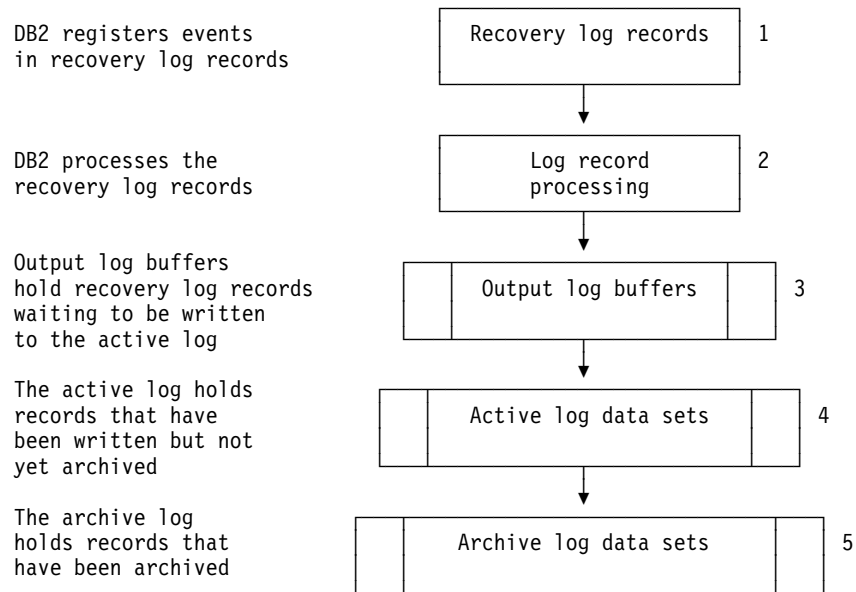 DB2 registers events
in recovery log records
Recovery log records
1
DB2 processes the
recovery log records
Log record
processing
2
Output log buffers
hold recovery log records
waiting to be written
to the active log
Output log buffers
3
The active log holds
records that have
been written but not
yet archived
Active log data sets
4
The archive log
holds records that
have been archived
Archive log data sets
5